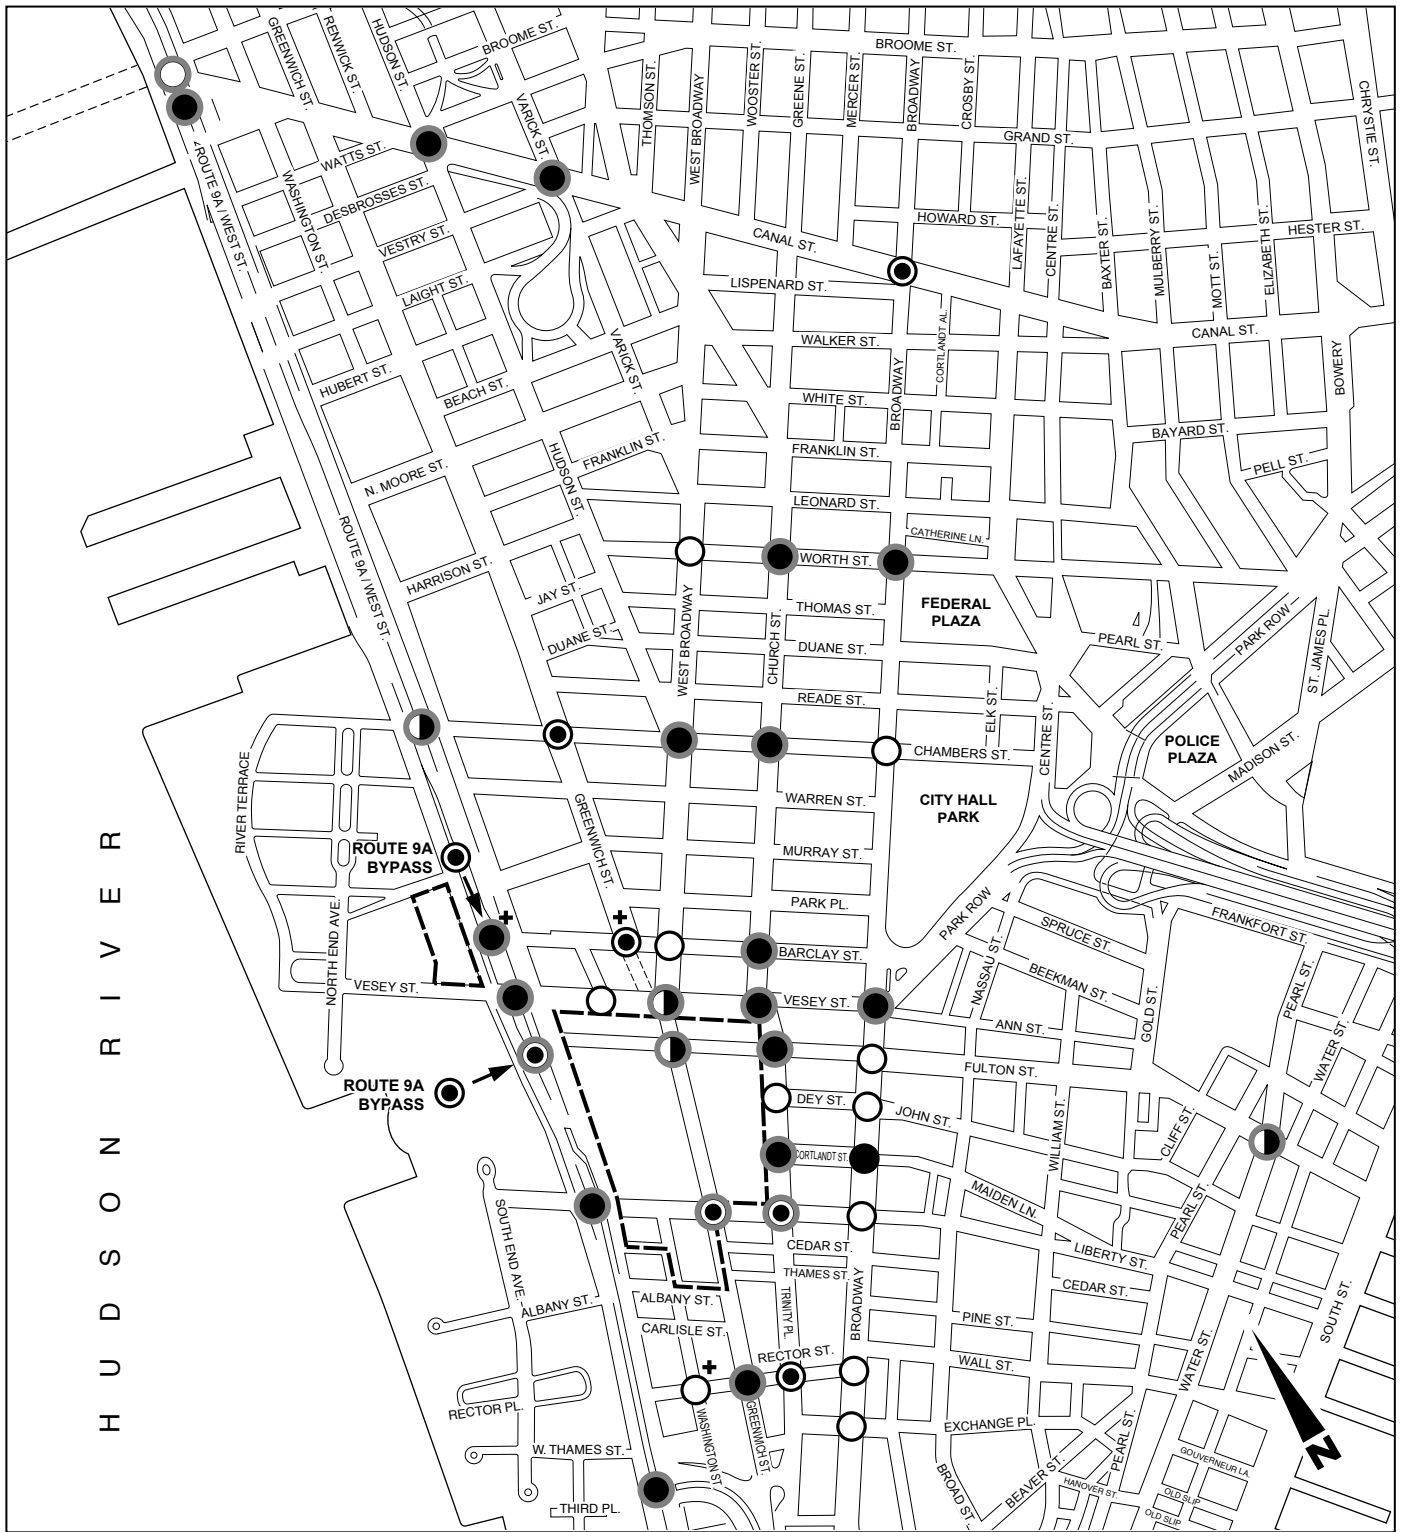 GREENWICH ST.
RENWICK ST.
HUDSON ST.
BROOME ST.
BROOME ST.
THOMSON ST.
WEST BROADWAY
WOOSTER ST.
GREENE ST.
MERCER ST.
BROADWAY
CROSBY ST.
CHRYSTIE ST.
VARICK ST.
GRAND ST.
WATTS ST.
ROUTE 9A / WEST ST.
WASHINGTON ST.
DESBROSSES ST.
VESTRY ST.
LAIGHT ST.
CANAL ST.
HOWARD ST.
LAFAYETTE ST.
CENTRE ST.
BAXTER ST.
MULBERRY ST.
MOTT ST.
ELIZABETH ST.
HESTER ST.
LISPENARD ST.
CORTLANDT AL.
CANAL ST.
WALKER ST.
VARICK ST.
BROADWAY
BOWERY
HUBERT ST.
BEACH ST.
WHITE ST.
BAYARD ST.
FRANKLIN ST.
FRANKLIN ST.
PELL ST.
HUDSON ST.
N. MOORE ST.
LEONARD ST.
CATHERINE LN.
ROUTE 9A / WEST ST.
HARRISON ST.
WORTH ST.
JAY ST.
THOMAS ST.
FEDERAL
PLAZA
PARK ROW
ST. JAMES PL.
DUANE ST.
WEST BROADWAY
CHURCH ST.
DUANE ST.
PEARL ST.
READE ST.
ELK ST.
CENTRE ST.
CHAMBERS ST.
POLICE
PLAZA
MADISON ST.
RIVER TERRACE
GREENWICH ST.
WARREN ST.
CITY HALL
PARK
ROUTE 9A
BYPASS
MURRAY ST.
NORTH END AVE.
PARK PL.
PARK ROW
SPRUCE ST.
FRANKFORT ST.
BARCLAY ST.
NASSAU ST.
BEEKMAN ST.
PEARL ST.
VESEY ST.
VESEY ST.
GOLD ST.
ANN ST.
WATER ST.
FULTON ST.
ROUTE 9A
BYPASS
DEY ST.
JOHN ST.
WILLIAM ST.
CLIFF ST.
CORTLANDT ST.
MAIDEN LN.
PEARL ST.
SOUTH END AVE.
CEDAR ST.
LIBERTY ST.
THAMES ST.
CEDAR ST.
ALBANY ST.
ALBANY ST.
TRINITY PL.
BROADWAY
SOUTH ST.
CARLISLE ST.
PINE ST.
RECTOR ST.
WALL ST.
WATER ST.
RECTOR PL.
WASHINGTON ST
GREENWICH ST.
EXCHANGE PL.
PEARL ST.
W. THAMES ST.
GOUVERNEUR LA.
N
BROAD ST.
BEAVER ST.
HANOVER ST.
OLD SLIP
OLD SLIP
THIRD PL.
HUDSON RIVER